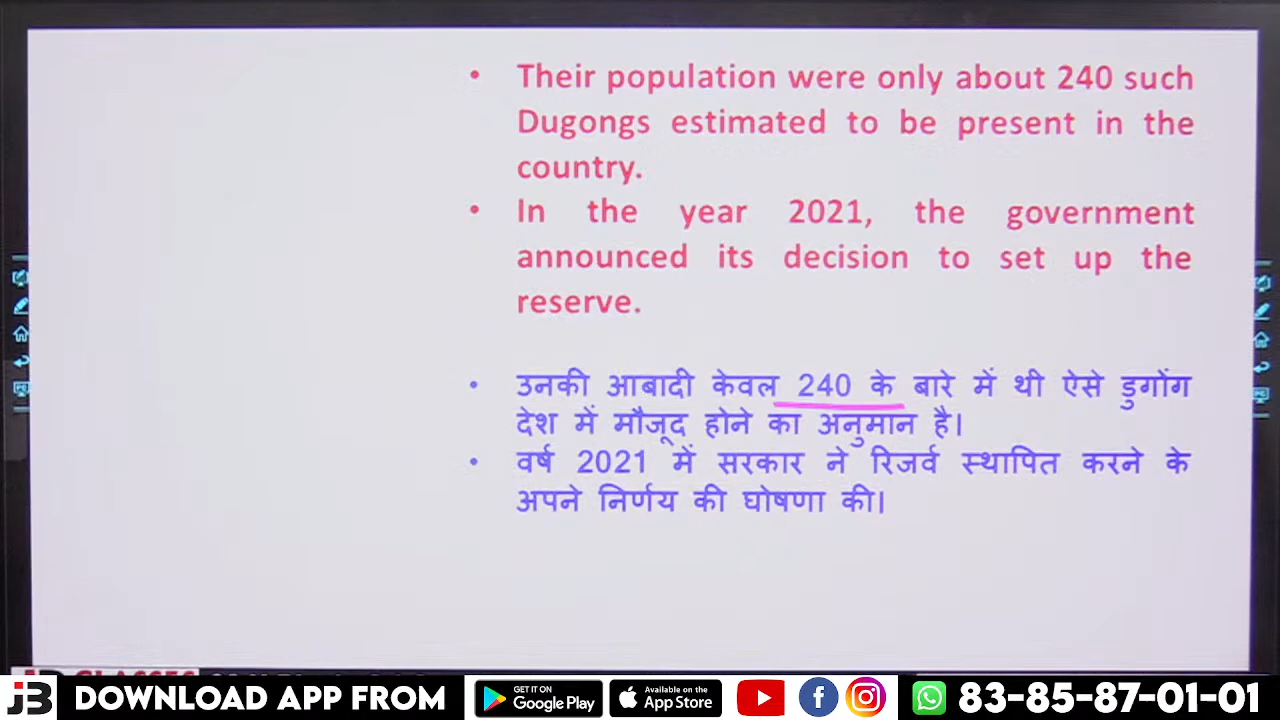 Their population were only about 240 such
Dugongs estimated to be present in the
country.
In the year 2021, the government
announced its decision to set up the
reserve.
उनकी आबादी केवल 240 के बारे में थी ऐसे डुगोंग
देश में मौजूद होने का अनुमान है।
वर्ष 2021 में सरकार ने रिजर्व स्थापित करने के
अपने निर्णय की घोषणा की।
JB DOWNLOAD APP FROM GET IT ON Google Play Available on the App Store 83-85-87-01-01